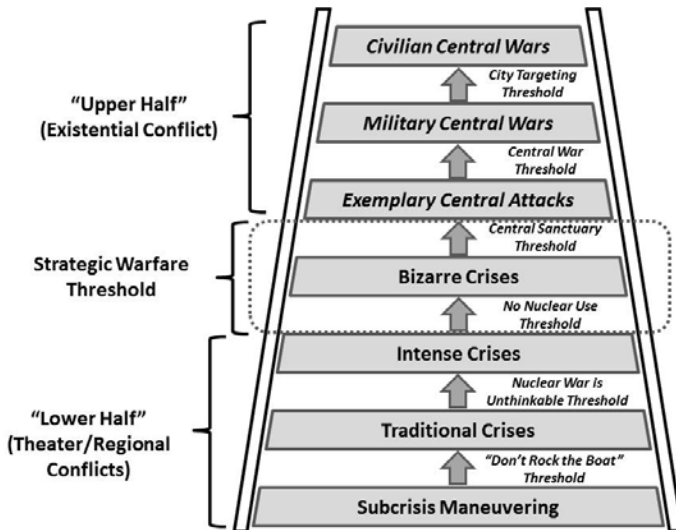 Civilian Central Wars
City Targeting
Threshold
"Upper Half"
(Existential Conflict)
Military Central Wars
Central War
Threshold
Exemplary Central Attacks
Central Sanctuary
Threshold
Strategic Warfare
Threshold
Bizarre Crises
No Nuclear Use
Threshold
Intense Crises
Nuclear War is
Unthinkable Threshold
"Lower Half"
(Theater/Regional
Conflicts)
Traditional Crises
"Don't Rock the Boat"
Threshold
Subcrisis Maneuvering